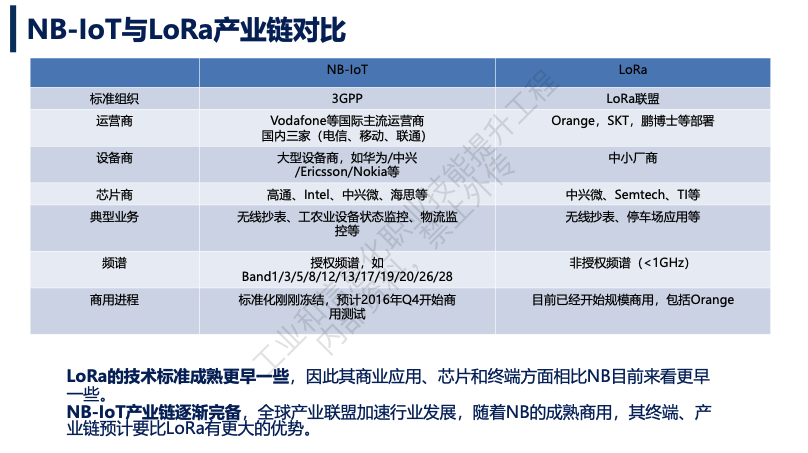 NB-IoT与LoRa产业链对比
NB-IoT
LoRa
标准组织
3GPP
LoRa联盟
运营商
Vodafone等国际主流运营商
国内三家（电信、移动、联通）
Orange，SKT，鹏博士等部署
设备商
大型设备商，如华为/中兴
/Ericsson/Nokia等
中小厂商
芯片商
高通、Intel、中兴微、海思等
中兴微、Semtech、TI等
典型业务
无线抄表、工农业设备状态监控、物流监
控等
无线抄表、停车场应用等
频谱
授权频谱，如
Band1/3/5/8/12/13/17/19/20/26/28
非授权频谱（<1GHz）
商用进程
标准化刚刚冻结，预计2016年Q4开始商
用测试
目前已经开始规模商用，包括Orange
工业和信息化职业技能提升工程
内部资料，禁止外传
LoRa的技术标准成熟更早一些，因此其商业应用、芯片和终端方面相比NB目前来看更早
一些。
NB-IoT产业链逐渐完备，全球产业联盟加速行业发展，随着NB的成熟商用，其终端、产
业链预计要比LoRa有更大的优势。